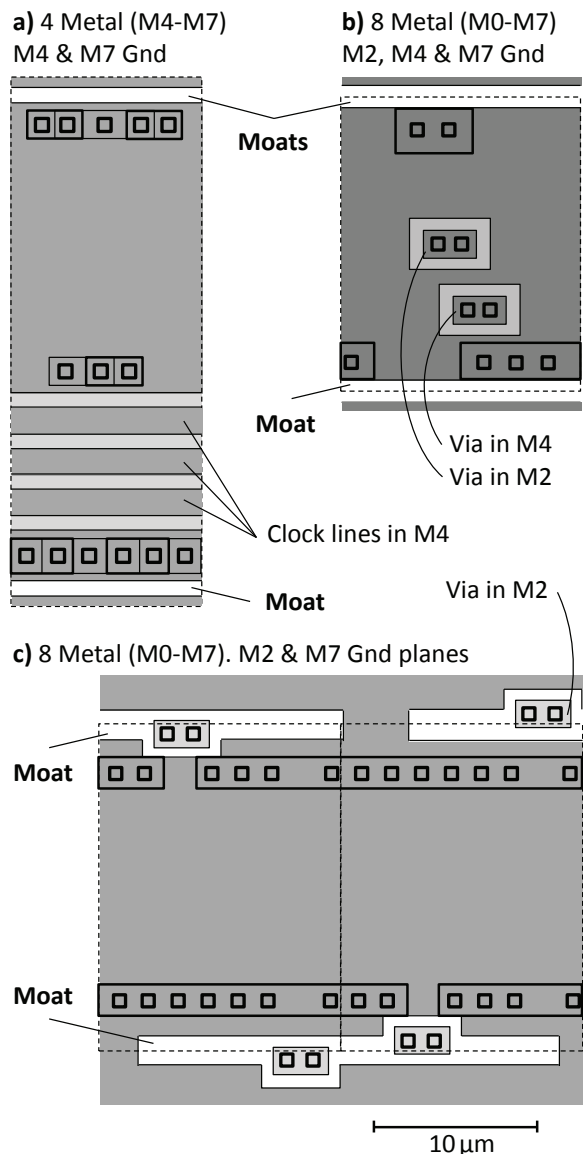 a) 4 Metal (M4-M7)
M4 & M7 Gnd
b) 8 Metal (M0-M7)
M2, M4 & M7 Gnd
Moats
Moat
Via in M4
Via in M2
Clock lines in M4
Moat
Via in M2
c) 8 Metal (M0-M7). M2 & M7 Gnd planes
Moat
Moat
10 µm